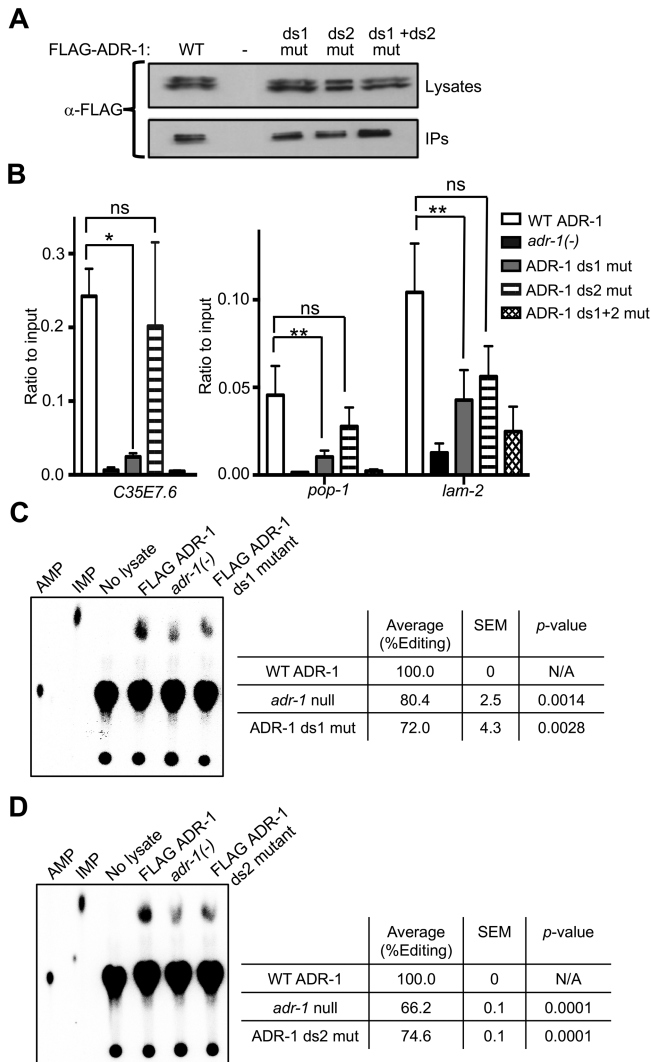 A
FLAG-ADR-1: WT - ds1 mut ds2 mut ds1 +ds2 mut
α-FLAG
Lysates
IPs
B
Ratio to input
0.3
0.2
0.1
0.0
ns
*
C35E7.6
Ratio to input
0.10
0.05
0.00
ns
**
pop-1
ns
**
lam-2
WT ADR-1
adr-1(-)
ADR-1 ds1 mut
ADR-1 ds2 mut
ADR-1 ds1+2 mut
C
AMP
IMP
No lysate
FLAG ADR-1
adr-1(-)
FLAG ADR-1 ds1 mutant
Average (%Editing) SEM p-value
WT ADR-1 100.0 0 N/A
adr-1 null 80.4 2.5 0.0014
ADR-1 ds1 mut 72.0 4.3 0.0028
D
AMP
IMP
No lysate
FLAG ADR-1
adr-1(-)
FLAG ADR-1 ds2 mutant
Average (%Editing) SEM p-value
WT ADR-1 100.0 0 N/A
adr-1 null 66.2 0.1 0.0001
ADR-1 ds2 mut 74.6 0.1 0.0001